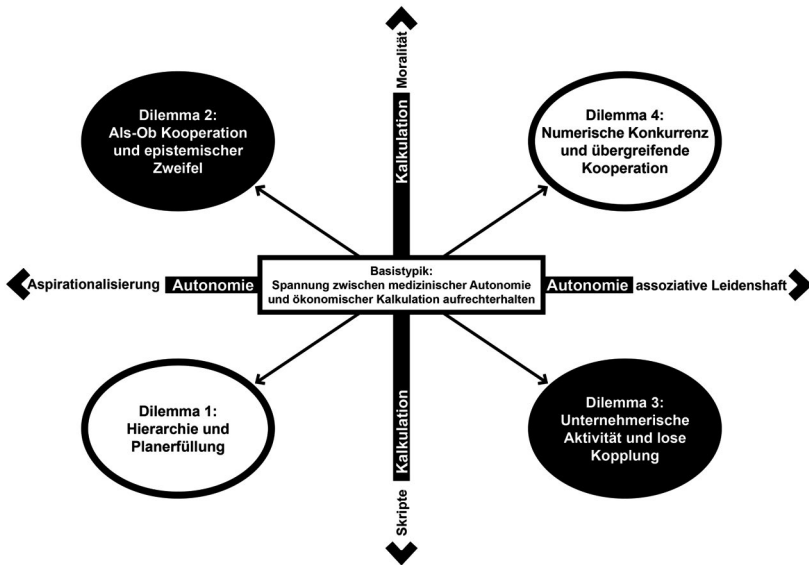 Moralität
Kalkulation
Dilemma 2:
Als-Ob Kooperation
und epistemischer
Zweifel
Dilemma 4:
Numerische Konkurrenz
und übergreifende
Kooperation
Aspirationalisierung
Autonomie
Basistypik:
Spannung zwischen medizinischer Autonomie
und ökonomischer Kalkulation aufrechterhalten
Autonomie
assoziative Leidenshaft
Dilemma 1:
Hierarchie und
Planerfüllung
Kalkulation
Skripte
Dilemma 3:
Unternehmerische
Aktivität und lose
Kopplung